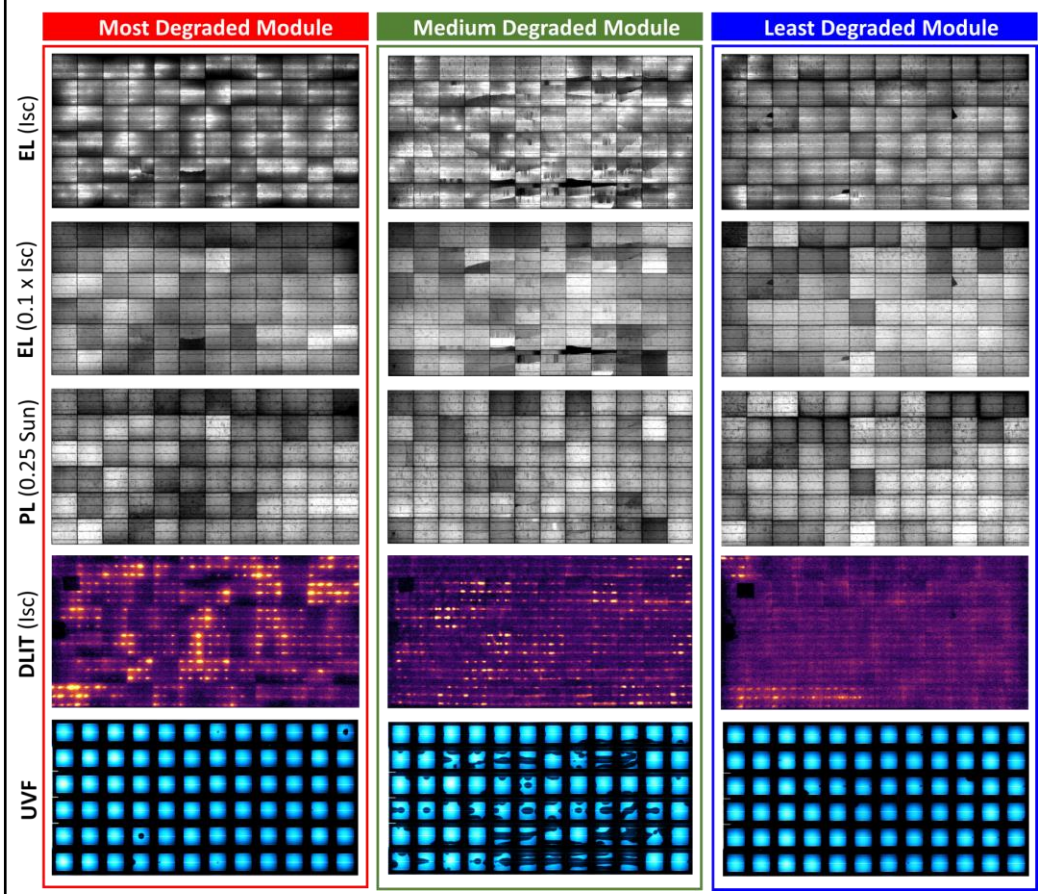 Most Degraded Module
Medium Degraded Module
Least Degraded Module
EL (Isc)
EL (0.1 x Isc)
PL (0.25 Sun)
DLIT (Isc)
UVF